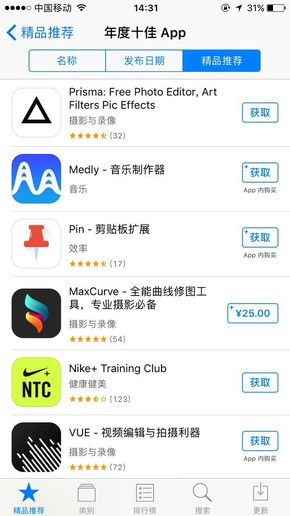 中国移动 14:31 31%
精品推荐 年度十佳 App
名称 发布日期 精品推荐
Prisma: Free Photo Editor, Art
Filters Pic Effects
摄影与录像
(32)
获取
Medly - 音乐制作器
音乐
+获取
App 内购买
Pin - 剪贴板扩展
效率
(17)
+获取
App 内购买
MaxCurve - 全能曲线修图工
具，专业摄影必备
摄影与录像
(54)
+¥25.00
NTC
Nike+ Training Club
健康健美
(123)
获取
VUE - 视频编辑与拍摄利器
摄影与录像
(72)
获取
精品推荐 类别 排行榜 搜索 更新